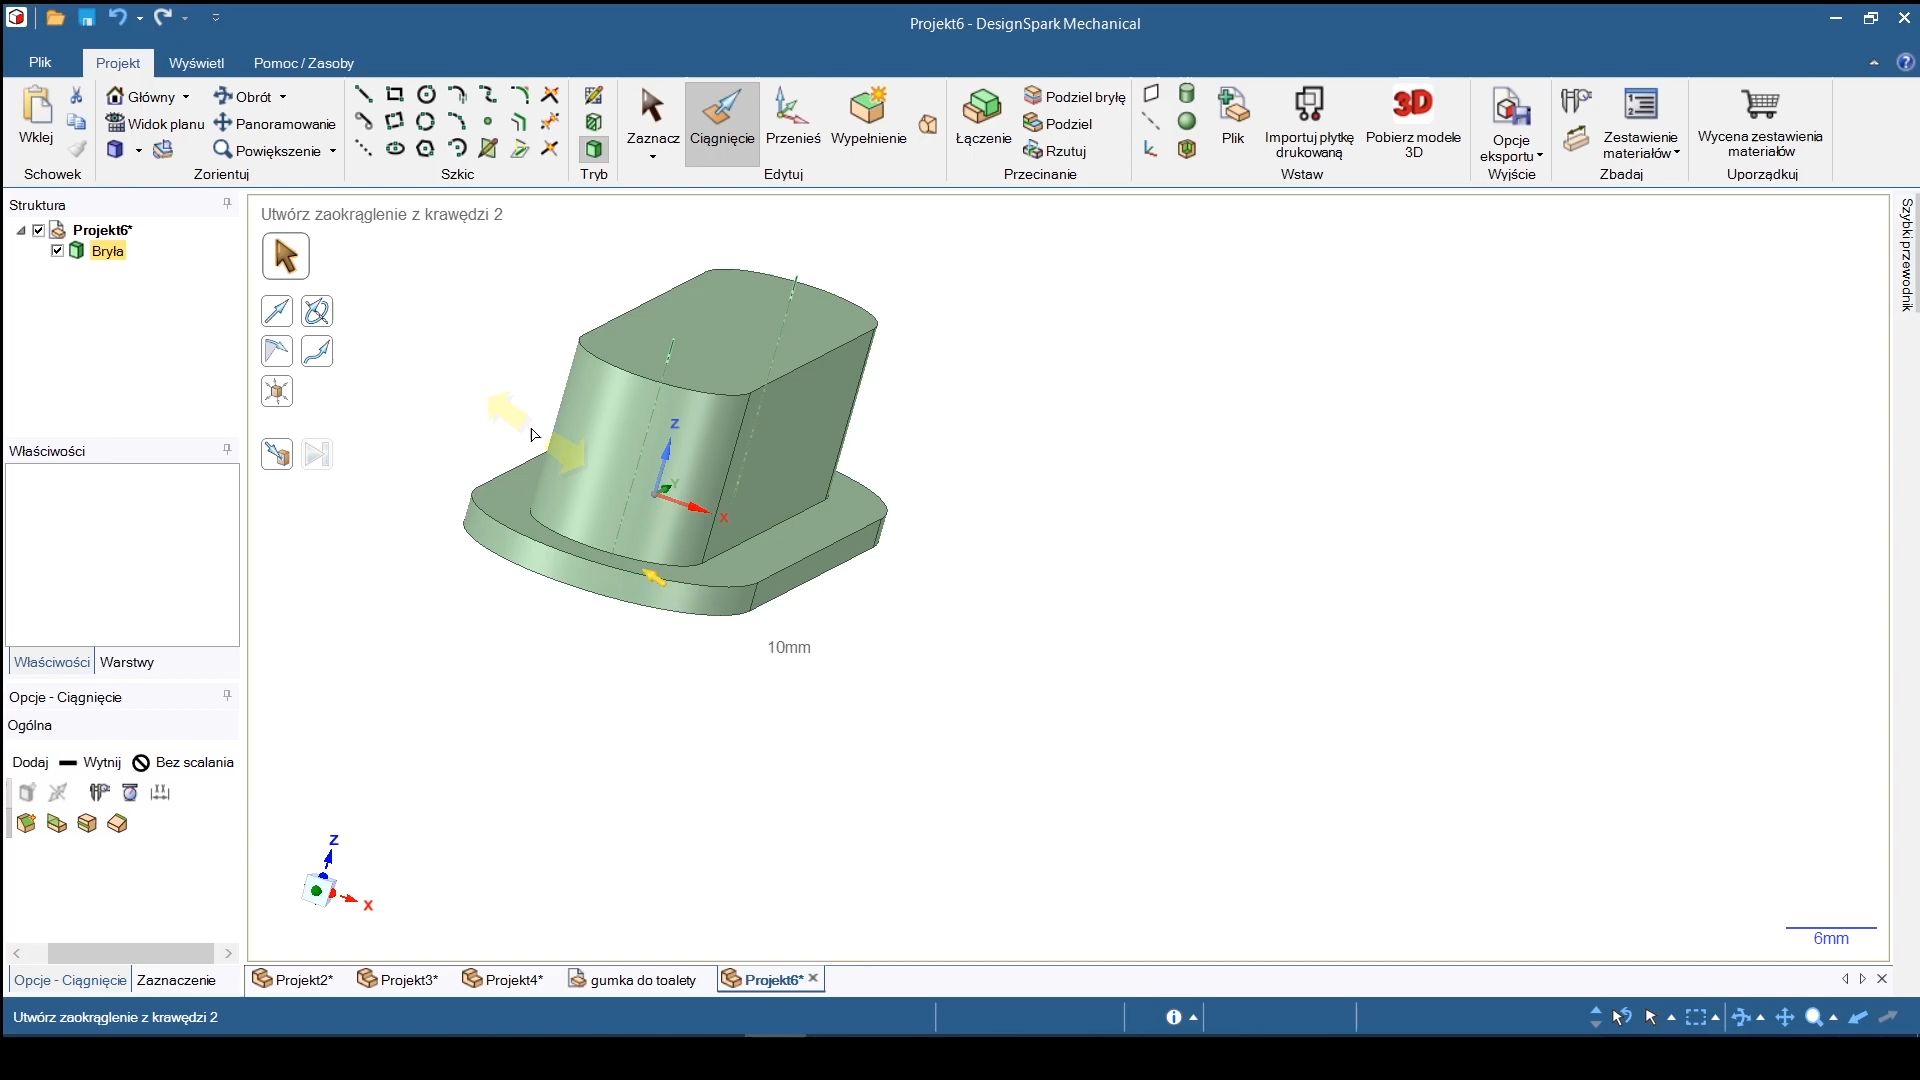 Projekt6 - DesignSpark Mechanical
Plik
Projekt
Wyświetl
Pomoc / Zasoby
Wklej
Schowek
Główny
Widok planu
Obrót
Panoramowanie
Powiększenie
Zorientuj
Szkic
Tryb
Zaznacz
Ciągnięcie
Przenieś
Wypełnienie
Edytuj
Łączenie
Podziel bryłę
Podziel
Rzutuj
Przecinanie
Plik
Importuj płytkę
drukowaną
Pobierz modele
3D
Wstaw
Opcje
eksportu
Wyjście
Zestawienie
materiałów
Zbadaj
Wycena zestawienia
materiałów
Uporządkuj
Struktura
Projekt6*
Bryła
Utwórz zaokrąglenie z krawędzi 2
Szybki przewodnik
Z
Y
X
10mm
Właściwości
Właściwości
Warstwy
Opcje - Ciągnięcie
Ogólna
Dodaj
Wytnij
Bez scalania
Z
X
6mm
Opcje - Ciągnięcie
Zaznaczenie
Projekt2*
Projekt3*
Projekt4*
gumka do toalety
Projekt6*
Utwórz zaokrąglenie z krawędzi 2